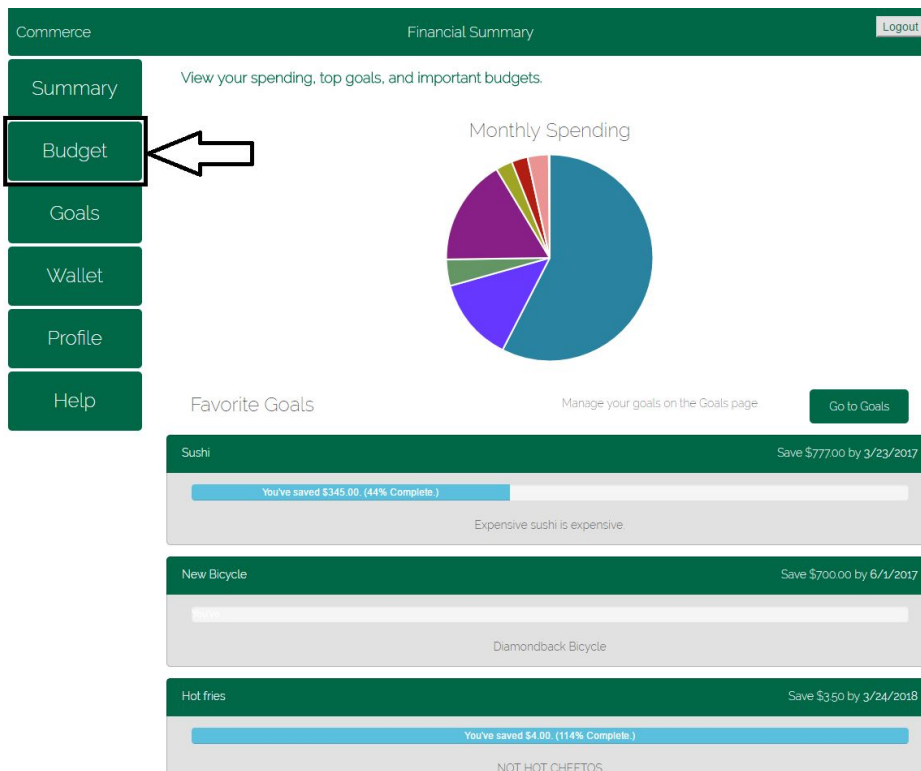 Commerce
Financial Summary
Logout
Summary
Budget
Goals
Wallet
Profile
Help
View your spending, top goals, and important budgets.
Monthly Spending
Favorite Goals
Manage your goals on the Goals page
Go to Goals
Sushi
Save $777.00 by 3/23/2017
You've saved $345.00. (44% Complete.)
Expensive sushi is expensive.
New Bicycle
Save $700.00 by 6/1/2017
Diamondback Bicycle
Hot fries
Save $3.50 by 3/24/2018
You've saved $4.00. (114% Complete.)
NOT HOT CHEETOS